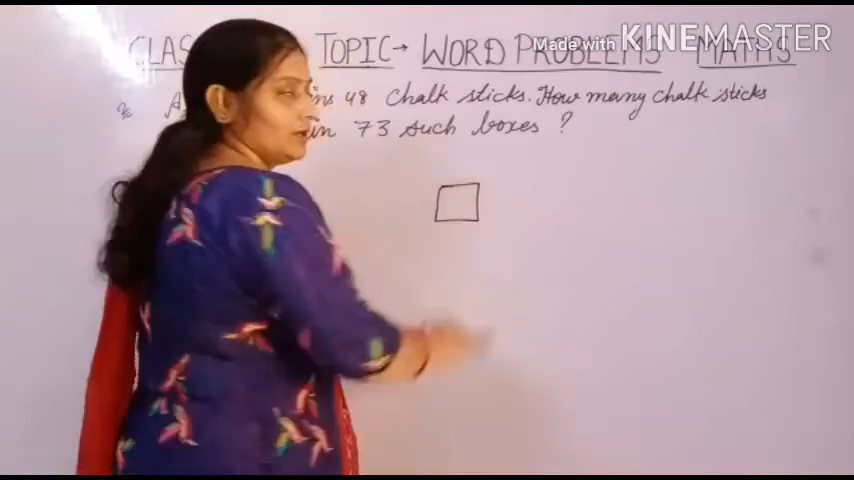 CLAS TOPIC→ WORD PROBLEMS MATHS
Made with KINEMASTER
A ins 48 chalk sticks. How many chalk sticks
in 73 such boxes ?